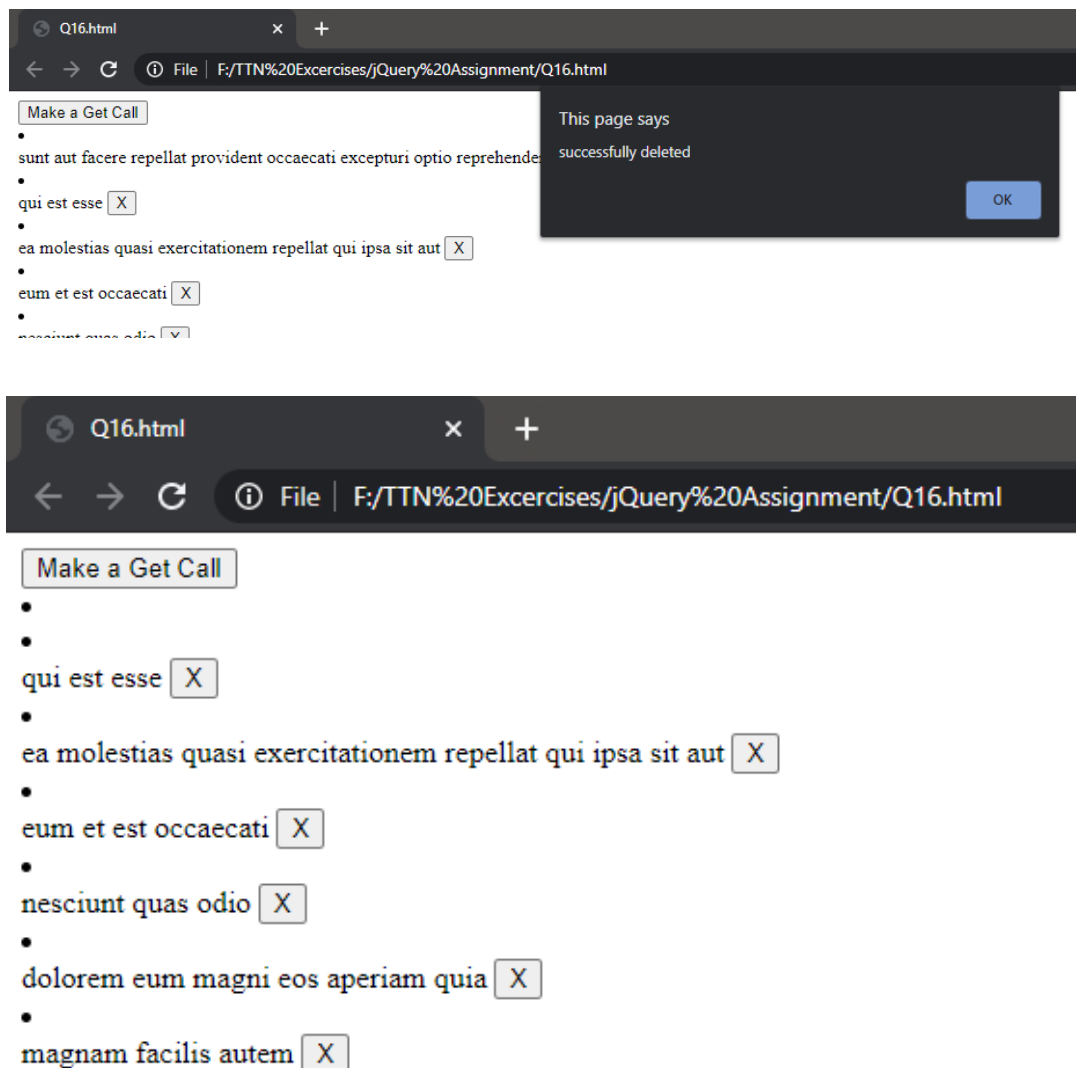 Q16.html × +
File F:/TTN%20Excercises/jQuery%20Assignment/Q16.html
Make a Get Call
This page says
successfully deleted
OK
•
sunt aut facere repellat provident occaecati excepturi optio
•
qui est esse X
•
ea molestias quasi exercitationem repellat qui ipsa sit aut X
•
eum et est occaecati X
•
nesciunt quas odio X
Q16.html × +
File F:/TTN%20Excercises/jQuery%20Assignment/Q16.html
Make a Get Call
•
•
qui est esse X
•
ea molestias quasi exercitationem repellat qui ipsa sit aut X
•
eum et est occaecati X
•
nesciunt quas odio X
•
dolorem eum magni eos aperiam quia X
•
magnam facilis autem X